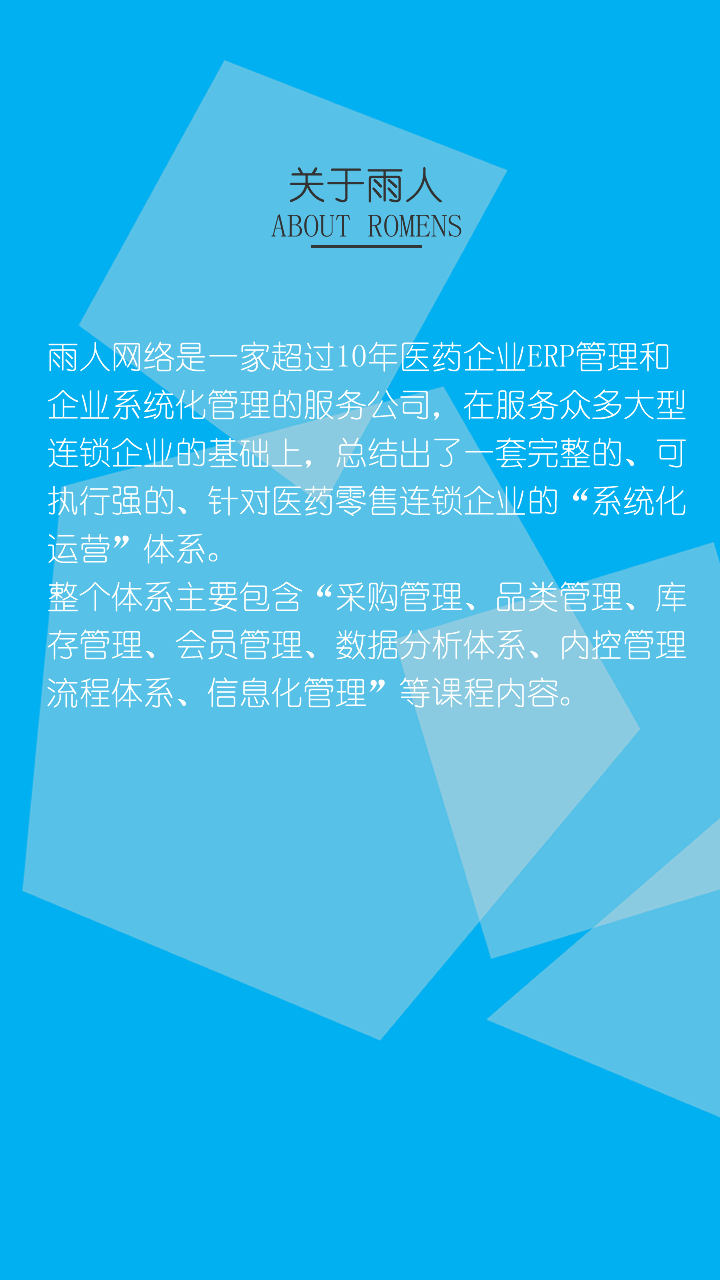 关于雨人
ABOUT ROMENS
雨人网络是一家超过10年医药企业ERP管理和
企业系统化管理的服务公司，在服务众多大型
连锁企业的基础上，总结出了一套完整的、可
执行强的、针对医药零售连锁企业的“系统化
运营”体系。
整个体系主要包含“采购管理、品类管理、库
存管理、会员管理、数据分析体系、内控管理
流程体系、信息化管理”等课程内容。